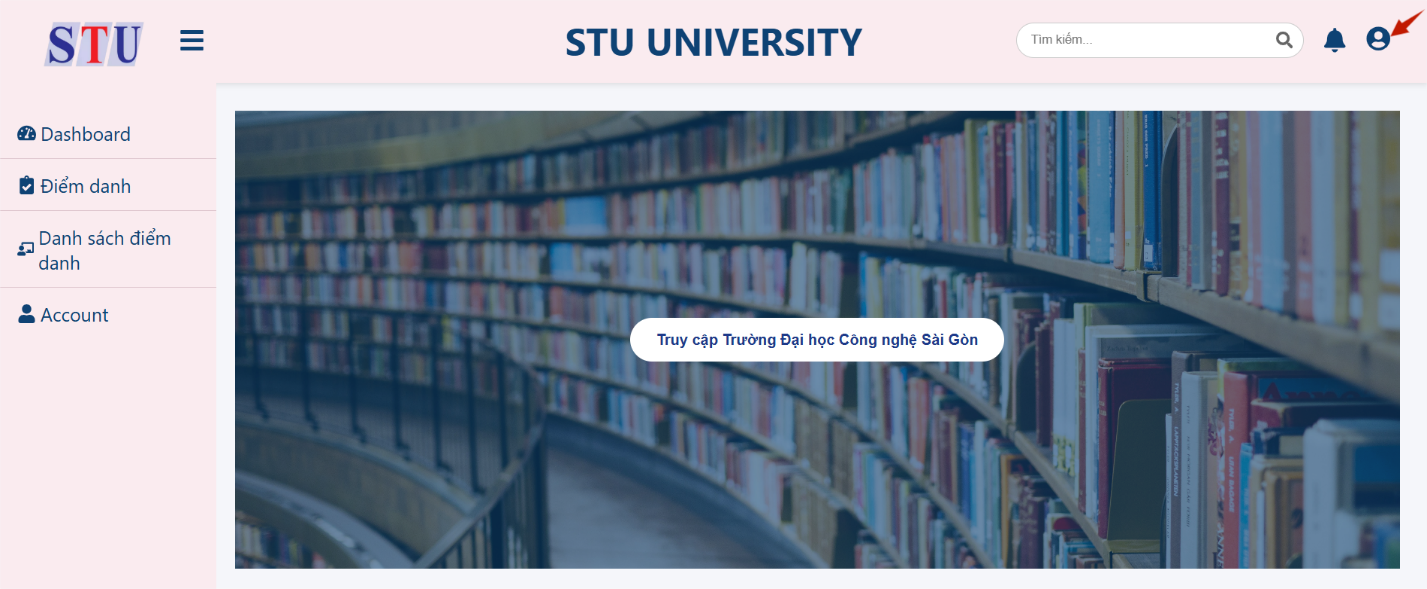 STU
STU UNIVERSITY
Tìm kiếm...
Dashboard
Điểm danh
Danh sách điểm
danh
Account
Truy cập Trường Đại học Công nghệ Sài Gòn